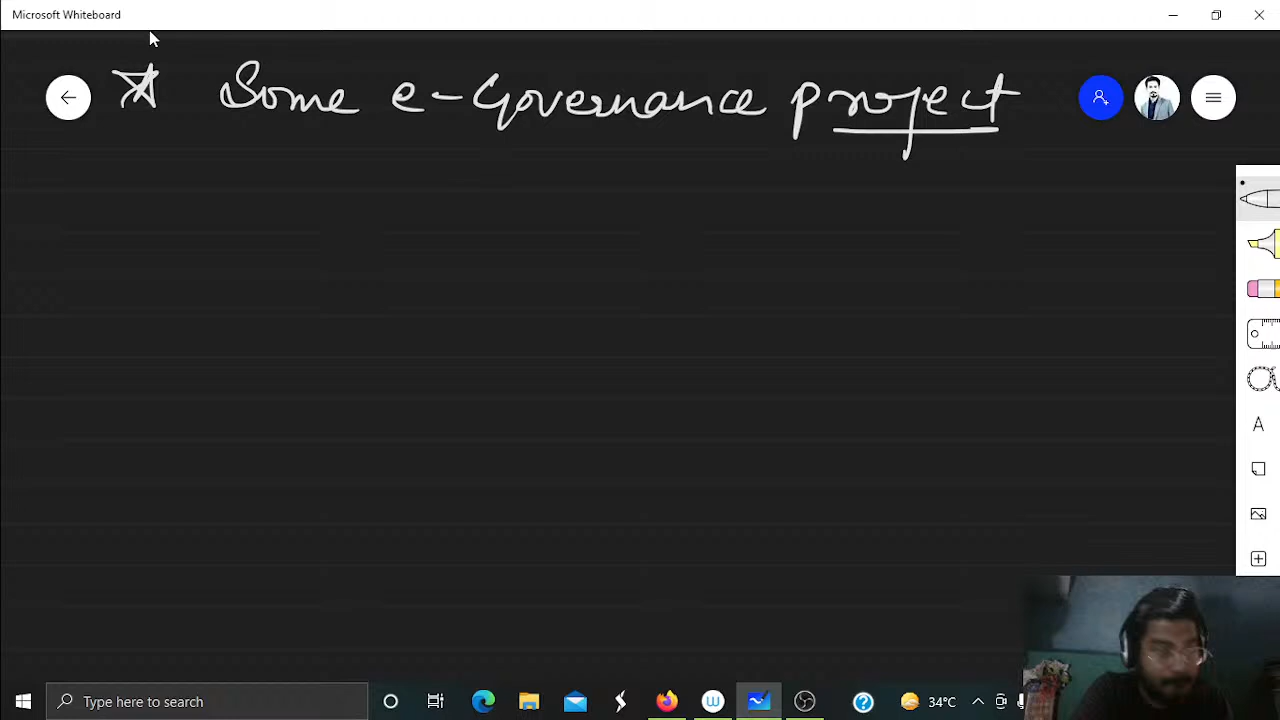 Microsoft Whiteboard
Some e-Governance project
A
Type here to search
34°C